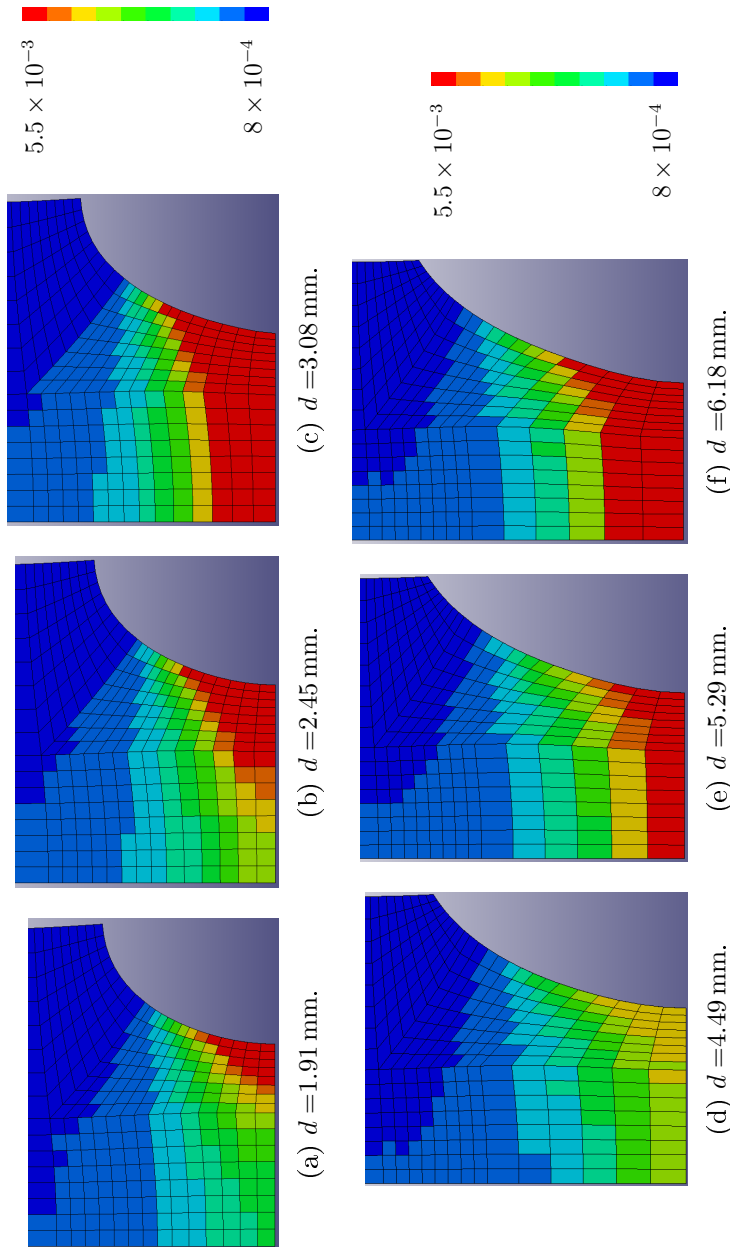 5.5 × 10⁻³
8 × 10⁻⁴
(a) d =1.91 mm.
(b) d =2.45 mm.
(c) d =3.08 mm.
5.5 × 10⁻³
8 × 10⁻⁴
(d) d =4.49 mm.
(e) d =5.29 mm.
(f) d =6.18 mm.